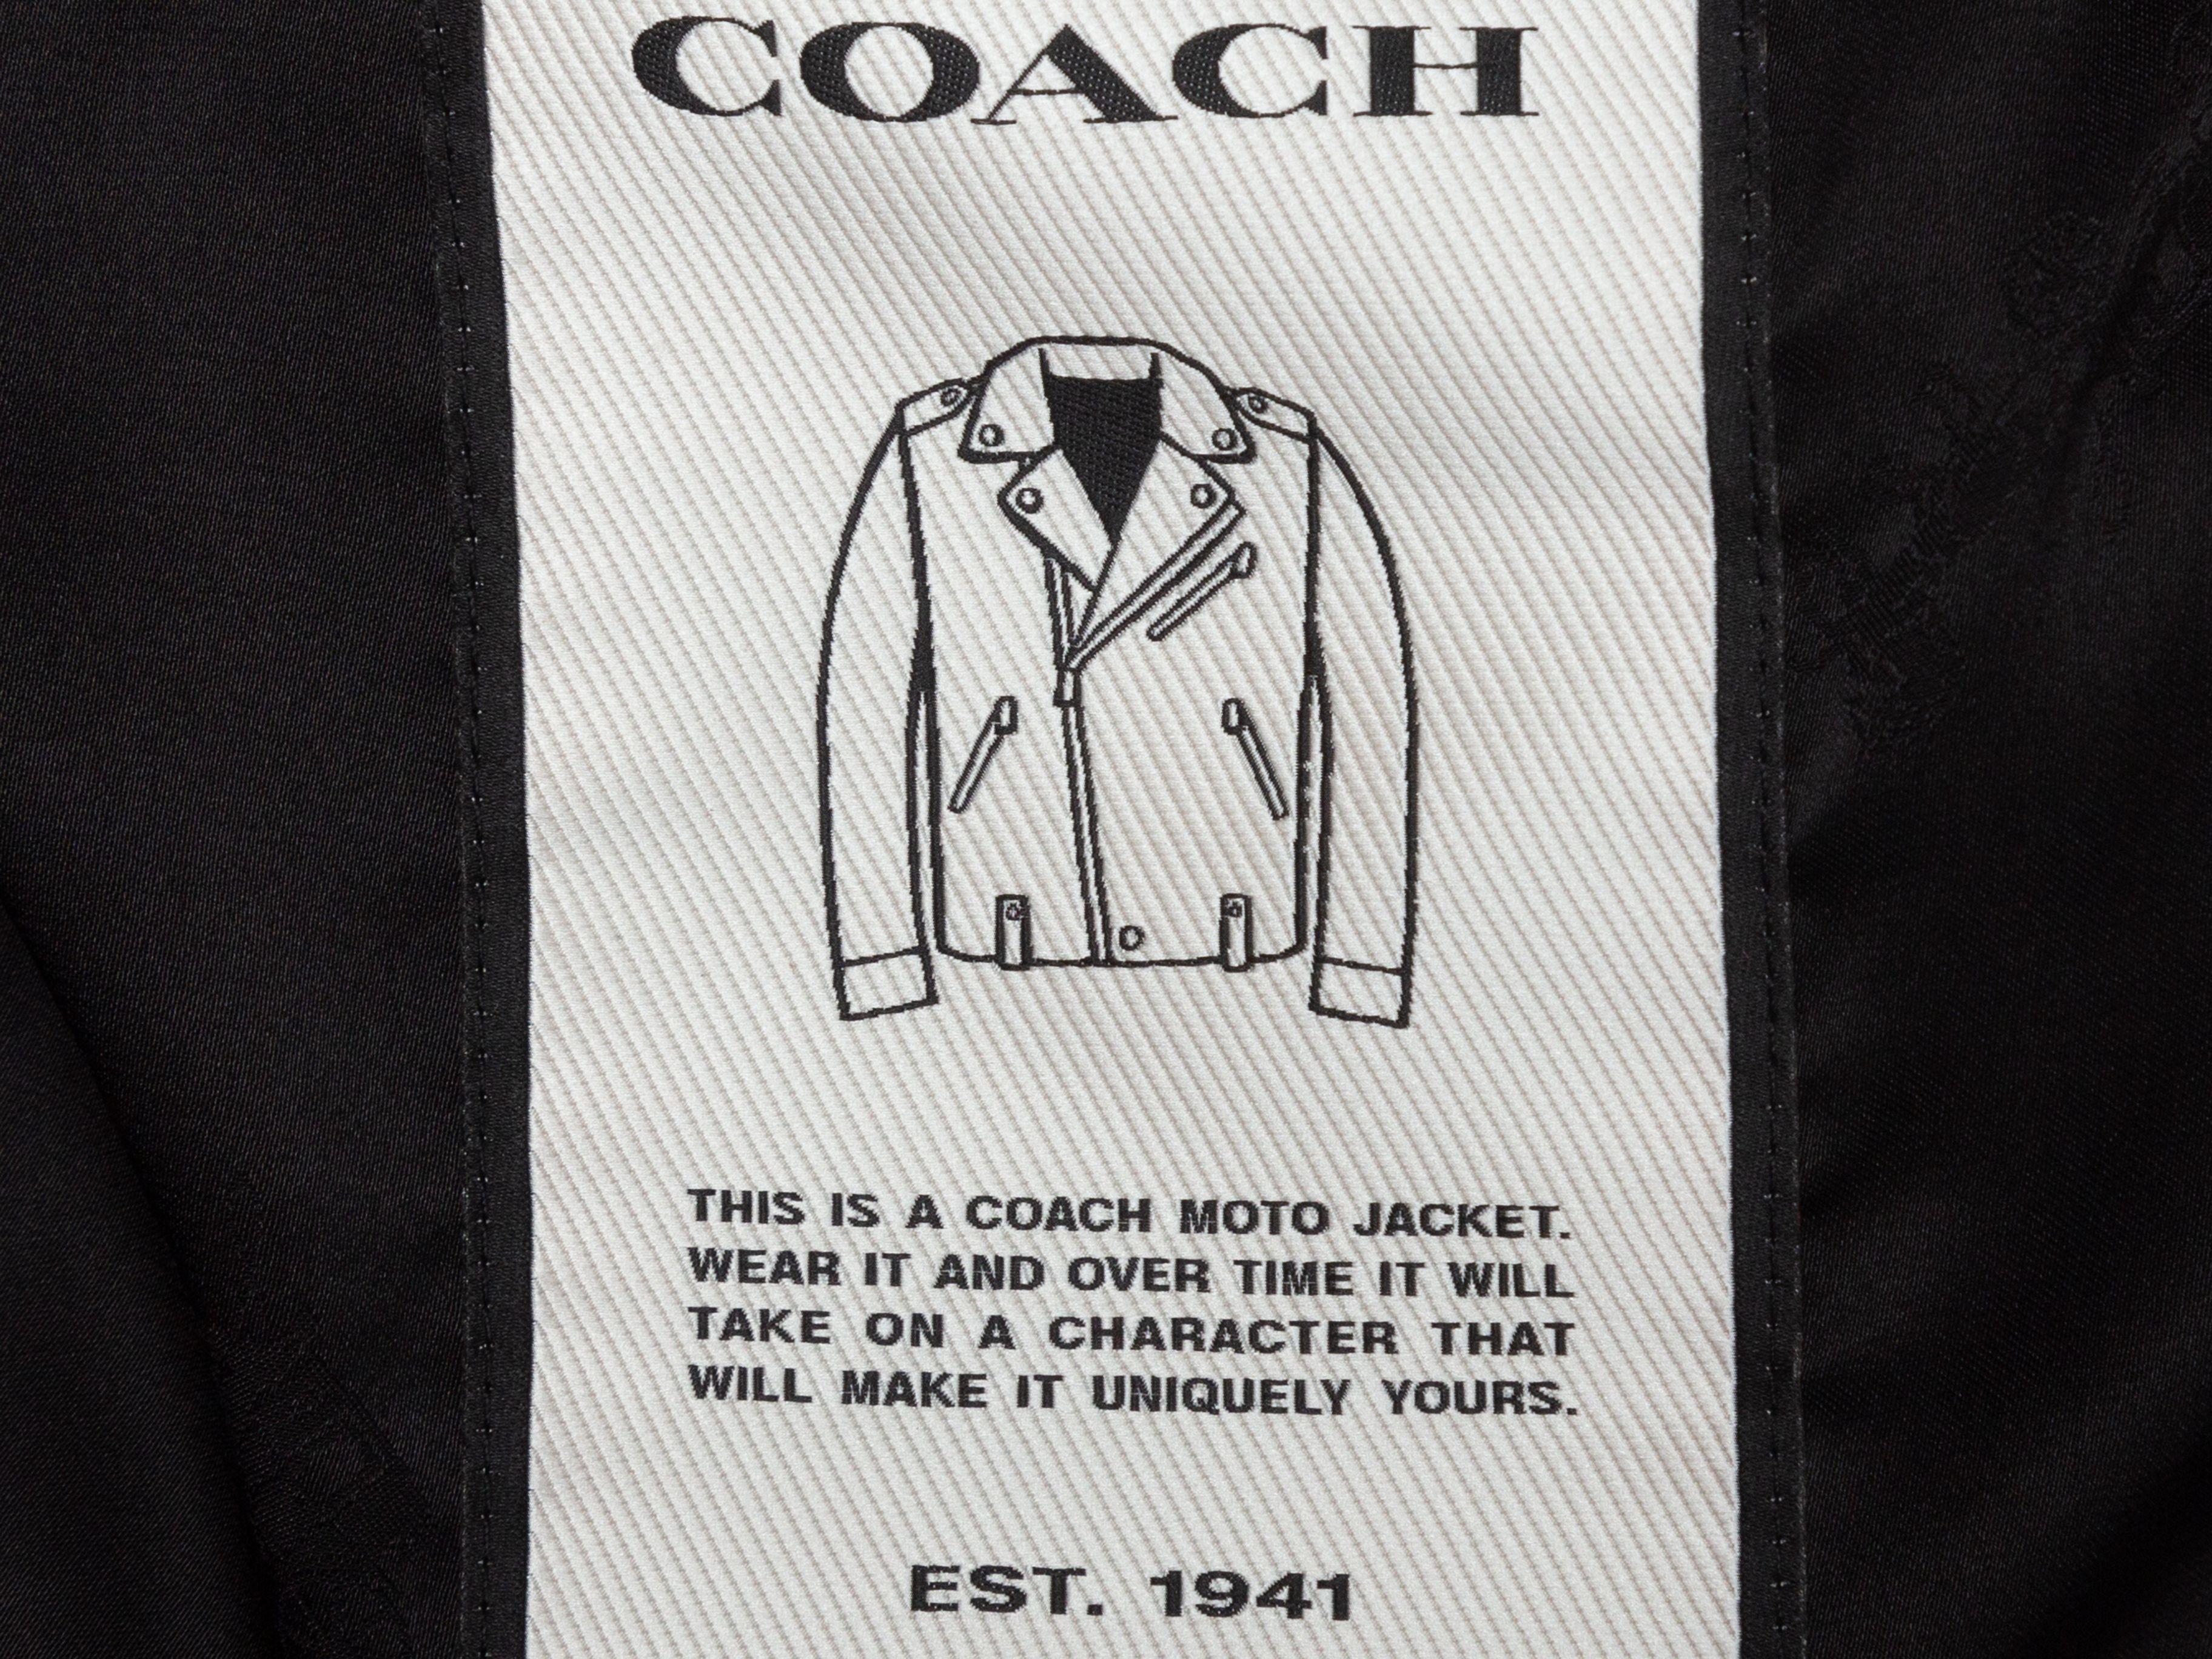 COACH
THIS IS A COACH MOTO JACKET.
WEAR IT AND OVER TIME IT WILL
TAKE ON A CHARACTER THAT
WILL MAKE IT UNIQUELY YOURS.
EST. 1941